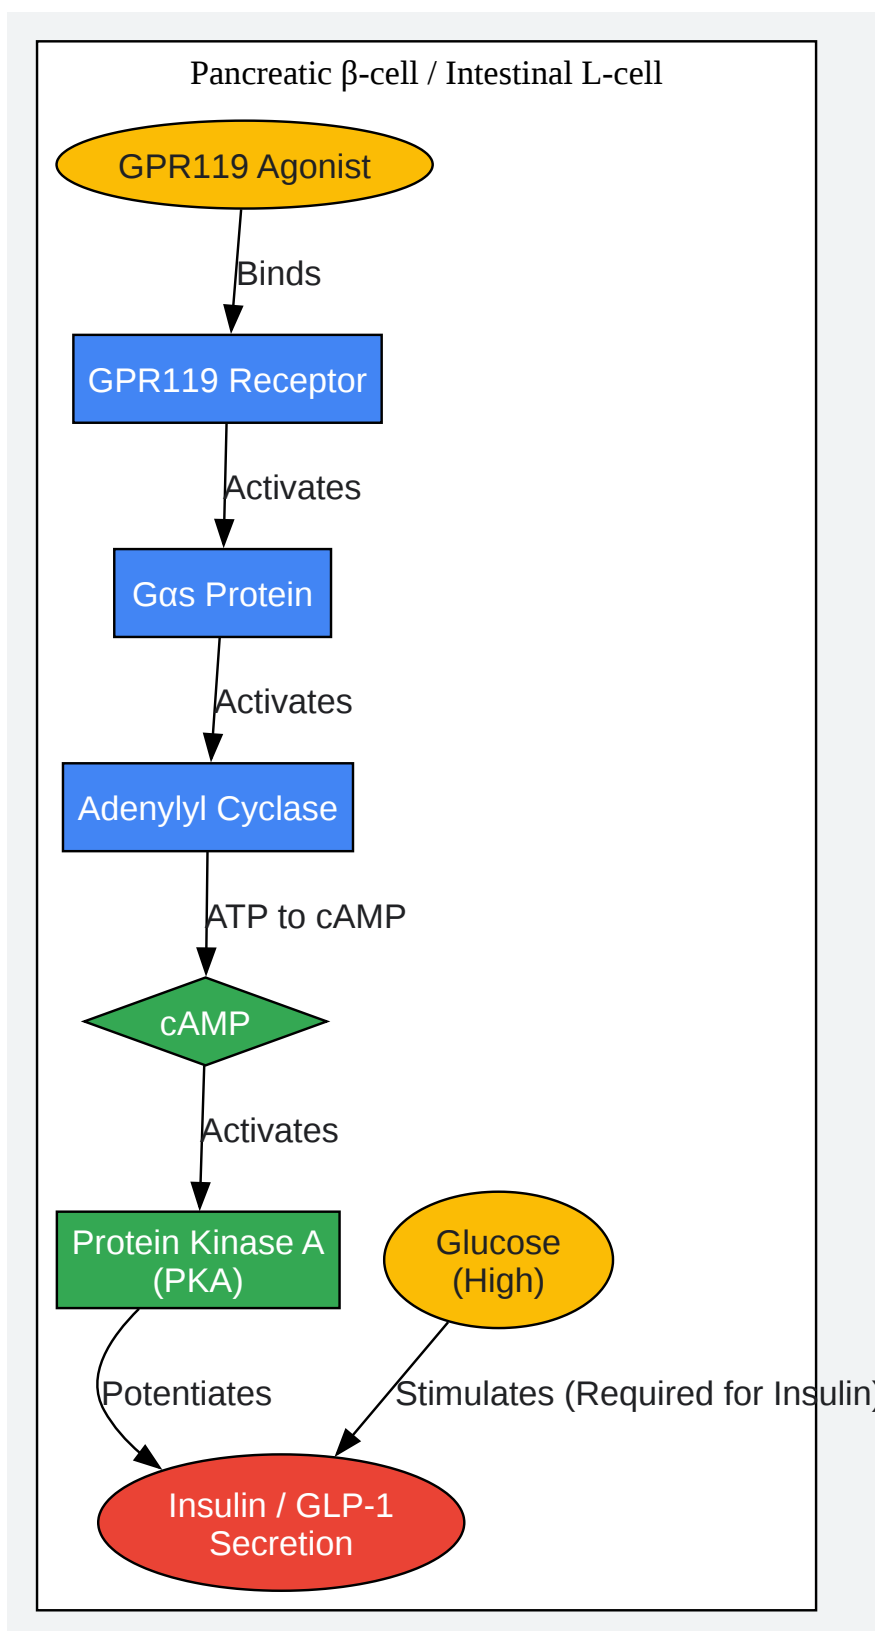 Pancreatic β-cell / Intestinal L-cell
GPR119 Agonist
Binds
GPR119 Receptor
Activates
Gαs Protein
Activates
Adenylyl Cyclase
ATP to cAMP
cAMP
Activates
Protein Kinase A
(PKA)
Glucose
(High)
Potentiates
Stimulates (Required for Insulin)
Insulin / GLP-1
Secretion